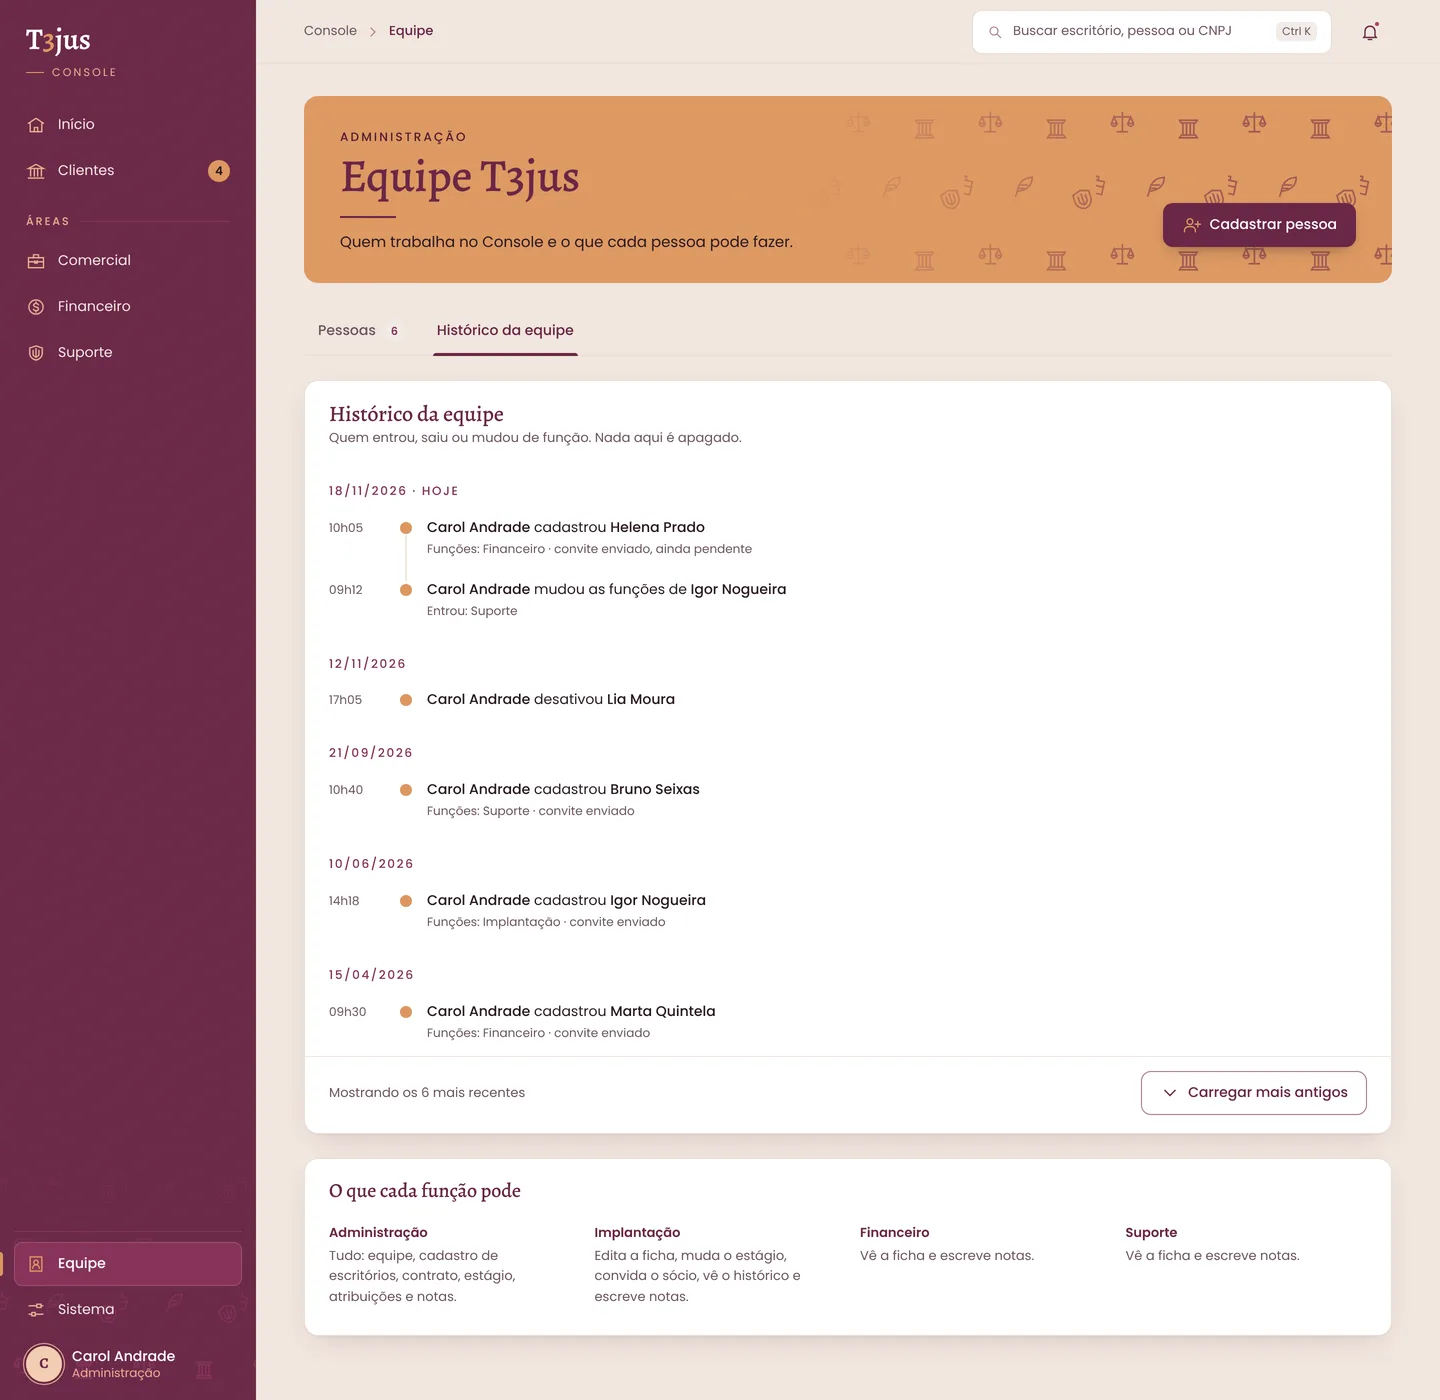 T3jus
CONSOLE
Início
Clientes
4
ÁREAS
Comercial
Financeiro
Suporte
Equipe
Sistema
C
Carol Andrade
Administração
Console
Equipe
Buscar escritório, pessoa ou CNPJ
Ctrl K
ADMINISTRAÇÃO
Equipe T3jus
Quem trabalha no Console e o que cada pessoa pode fazer.
Cadastrar pessoa
Pessoas 6
Histórico da equipe
Histórico da equipe
Quem entrou, saiu ou mudou de função. Nada aqui é apagado.
18/11/2026 · HOJE
10h05
Carol Andrade cadastrou Helena Prado
Funções: Financeiro · convite enviado, ainda pendente
09h12
Carol Andrade mudou as funções de Igor Nogueira
Entrou: Suporte
12/11/2026
17h05
Carol Andrade desativou Lia Moura
21/09/2026
10h40
Carol Andrade cadastrou Bruno Seixas
Funções: Suporte · convite enviado
10/06/2026
14h18
Carol Andrade cadastrou Igor Nogueira
Funções: Implantação · convite enviado
15/04/2026
09h30
Carol Andrade cadastrou Marta Quintela
Funções: Financeiro · convite enviado
Mostrando os 6 mais recentes
Carregar mais antigos
O que cada função pode
Administração
Tudo: equipe, cadastro de
escritórios, contrato, estágio,
atribuições e notas.
Implantação
Edita a ficha, muda o estágio,
convida o sócio, vê o histórico e
escreve notas.
Financeiro
Vê a ficha e escreve notas.
Suporte
Vê a ficha e escreve notas.